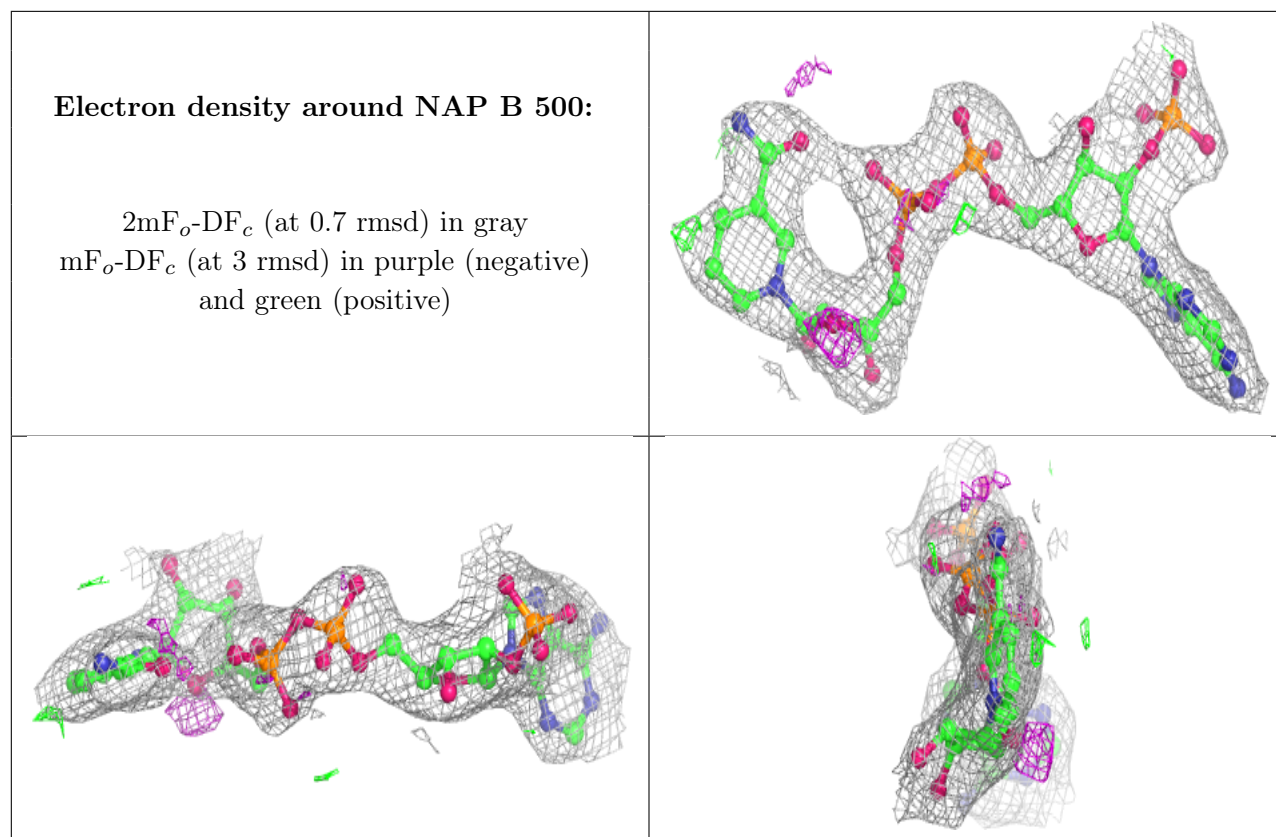 Electron density around NAP B 500:
2mFₒ-DF𝒸 (at 0.7 rmsd) in gray
mFₒ-DF𝒸 (at 3 rmsd) in purple (negative)
and green (positive)